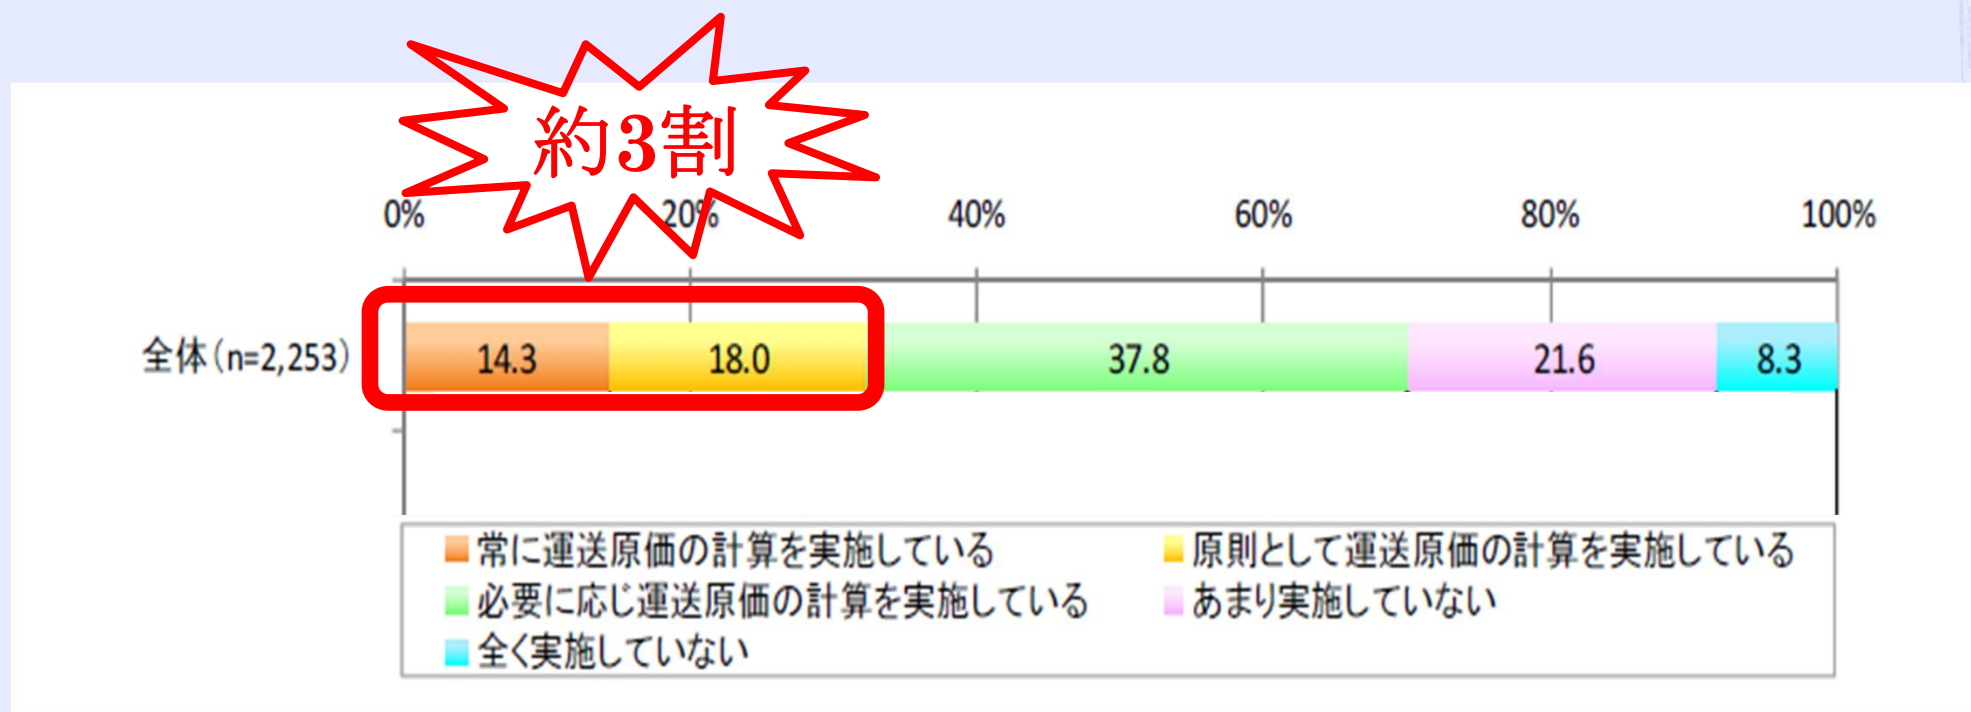 約3割
0% 20% 40% 60% 80% 100%
全体(n=2,253) 14.3 18.0 37.8 21.6 8.3
常に運送原価の計算を実施している 原則として運送原価の計算を実施している
必要に応じ運送原価の計算を実施している あまり実施していない
全く実施していない